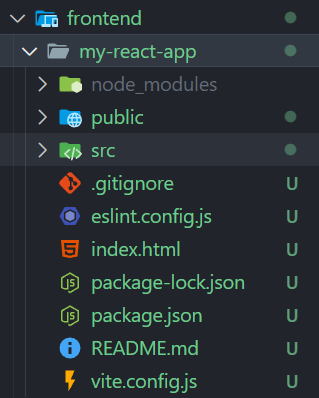 frontend
my-react-app
node_modules
public
src
.gitignore U
eslint.config.js U
index.html U
package-lock.json U
package.json U
README.md U
vite.config.js U